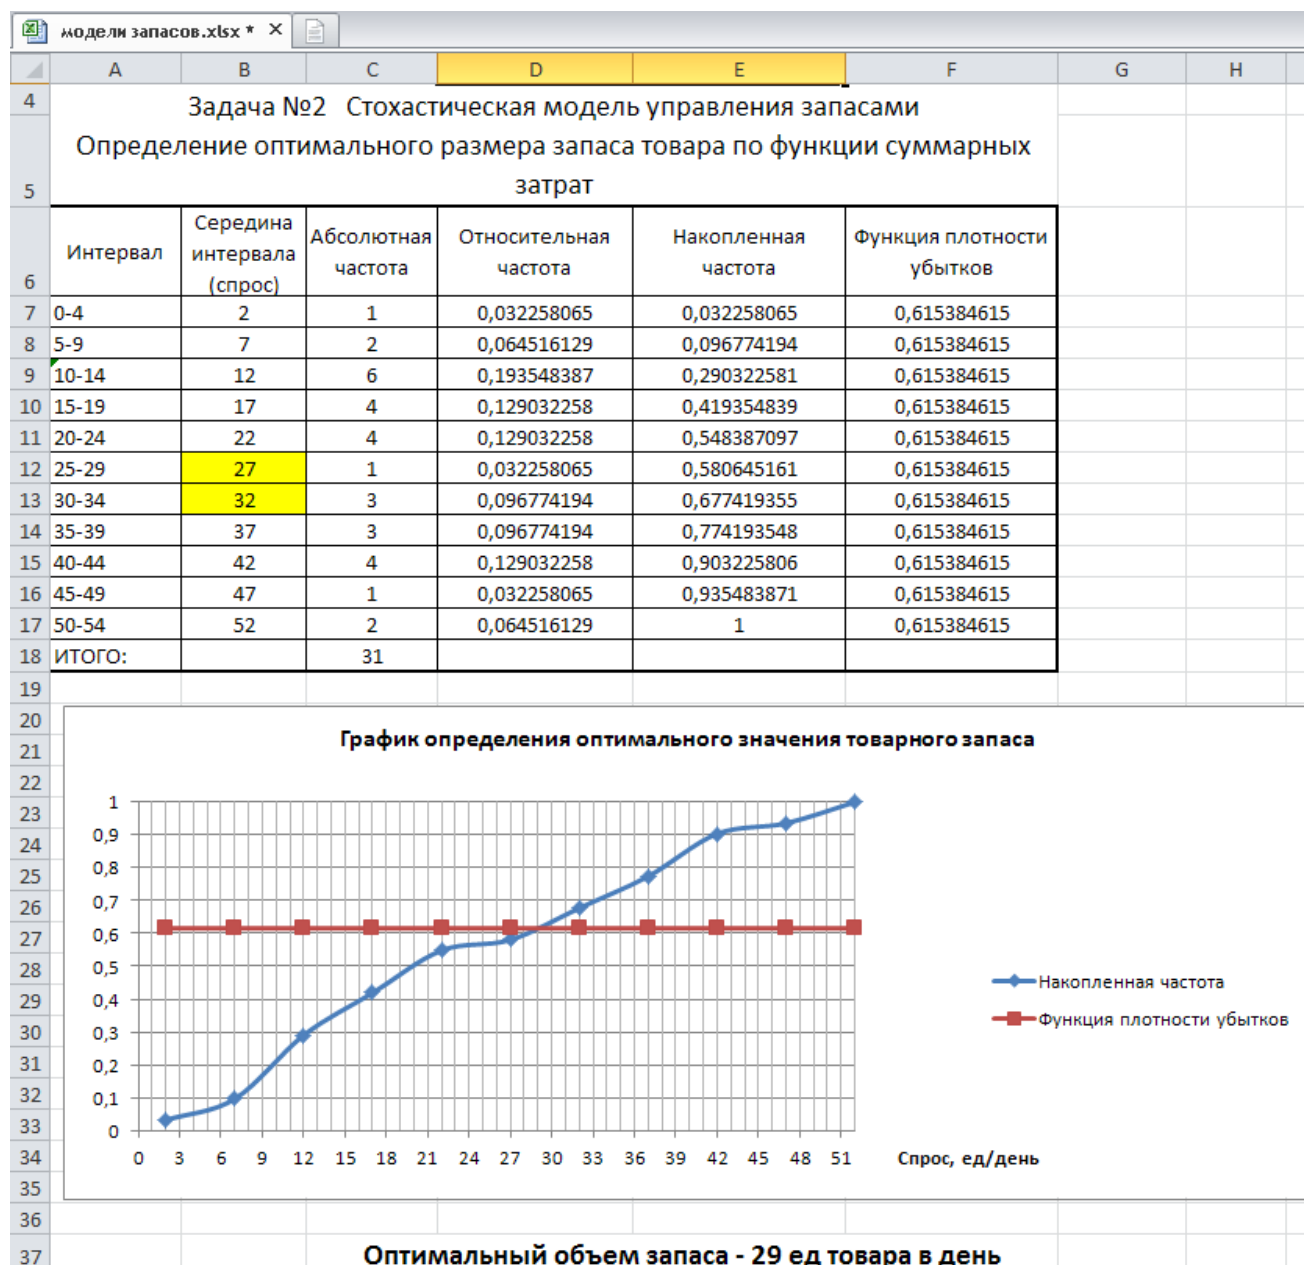 модели запасов.xlsx *
A B C D E F G H
4 Задача №2 Стохастическая модель управления запасами
Определение оптимального размера запаса товара по функции суммарных
5 затрат
6 Интервал Середина интервала (спрос) Абсолютная частота Относительная частота Накопленная частота Функция плотности убытков
7 0-4 2 1 0,032258065 0,032258065 0,615384615
8 5-9 7 2 0,064516129 0,096774194 0,615384615
9 10-14 12 6 0,193548387 0,290322581 0,615384615
10 15-19 17 4 0,129032258 0,419354839 0,615384615
11 20-24 22 4 0,129032258 0,548387097 0,615384615
12 25-29 27 1 0,032258065 0,580645161 0,615384615
13 30-34 32 3 0,096774194 0,677419355 0,615384615
14 35-39 37 3 0,096774194 0,774193548 0,615384615
15 40-44 42 4 0,129032258 0,903225806 0,615384615
16 45-49 47 1 0,032258065 0,935483871 0,615384615
17 50-54 52 2 0,064516129 1 0,615384615
18 ИТОГО: 31
19
20
График определения оптимального значения товарного запаса
21
22
23
24
25
26
27
28
29
30
31
32
33
34
35
36
1
0,9
0,8
0,7
0,6
0,5
0,4
0,3
0,2
0,1
0
0 3 6 9 12 15 18 21 24 27 30 33 36 39 42 45 48 51
Спрос, ед/день
Накопленная частота
Функция плотности убытков
37 Оптимальный объем запаса - 29 ед товара в день